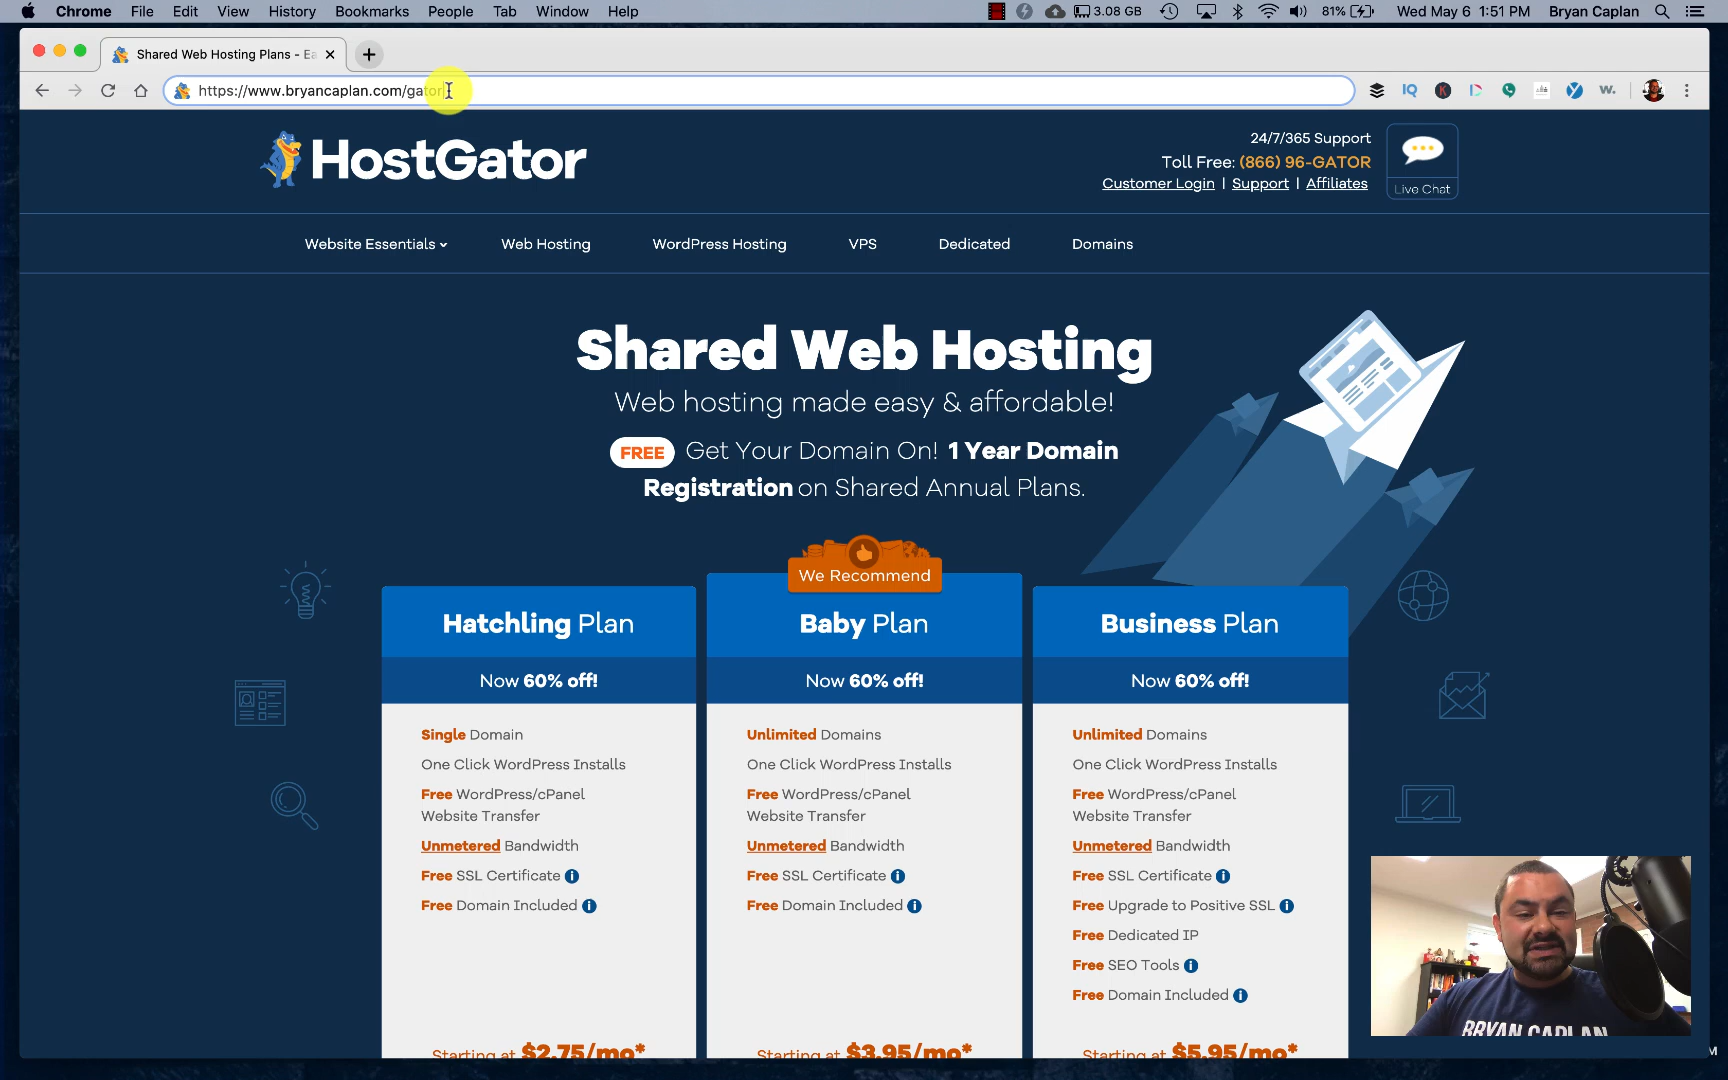 Chrome File Edit View History Bookmarks People Tab Window Help 3.08 GB 81% Wed May 6 1:51 PM Bryan Caplan
Shared Web Hosting Plans - Ea
https://www.bryancaplan.com/gator
IQ K w.
HostGator
24/7/365 Support
Toll Free: (866) 96-GATOR
Customer Login | Support | Affiliates
Live Chat
Website Essentials Web Hosting WordPress Hosting VPS Dedicated Domains
Shared Web Hosting
Web hosting made easy & affordable!
FREE Get Your Domain On! 1 Year Domain
Registration on Shared Annual Plans.
We Recommend
Hatchling Plan
Now 60% off!
Single Domain
One Click WordPress Installs
Free WordPress/cPanel
Website Transfer
Unmetered Bandwidth
Free SSL Certificate
Free Domain Included
Starting at $2.75/mo*
Baby Plan
Now 60% off!
Unlimited Domains
One Click WordPress Installs
Free WordPress/cPanel
Website Transfer
Unmetered Bandwidth
Free SSL Certificate
Free Domain Included
Starting at $3.95/mo*
Business Plan
Now 60% off!
Unlimited Domains
One Click WordPress Installs
Free WordPress/cPanel
Website Transfer
Unmetered Bandwidth
Free SSL Certificate
Free Upgrade to Positive SSL
Free Dedicated IP
Free SEO Tools
Free Domain Included
Starting at $5.95/mo*
BRYAN CAPLAN
M